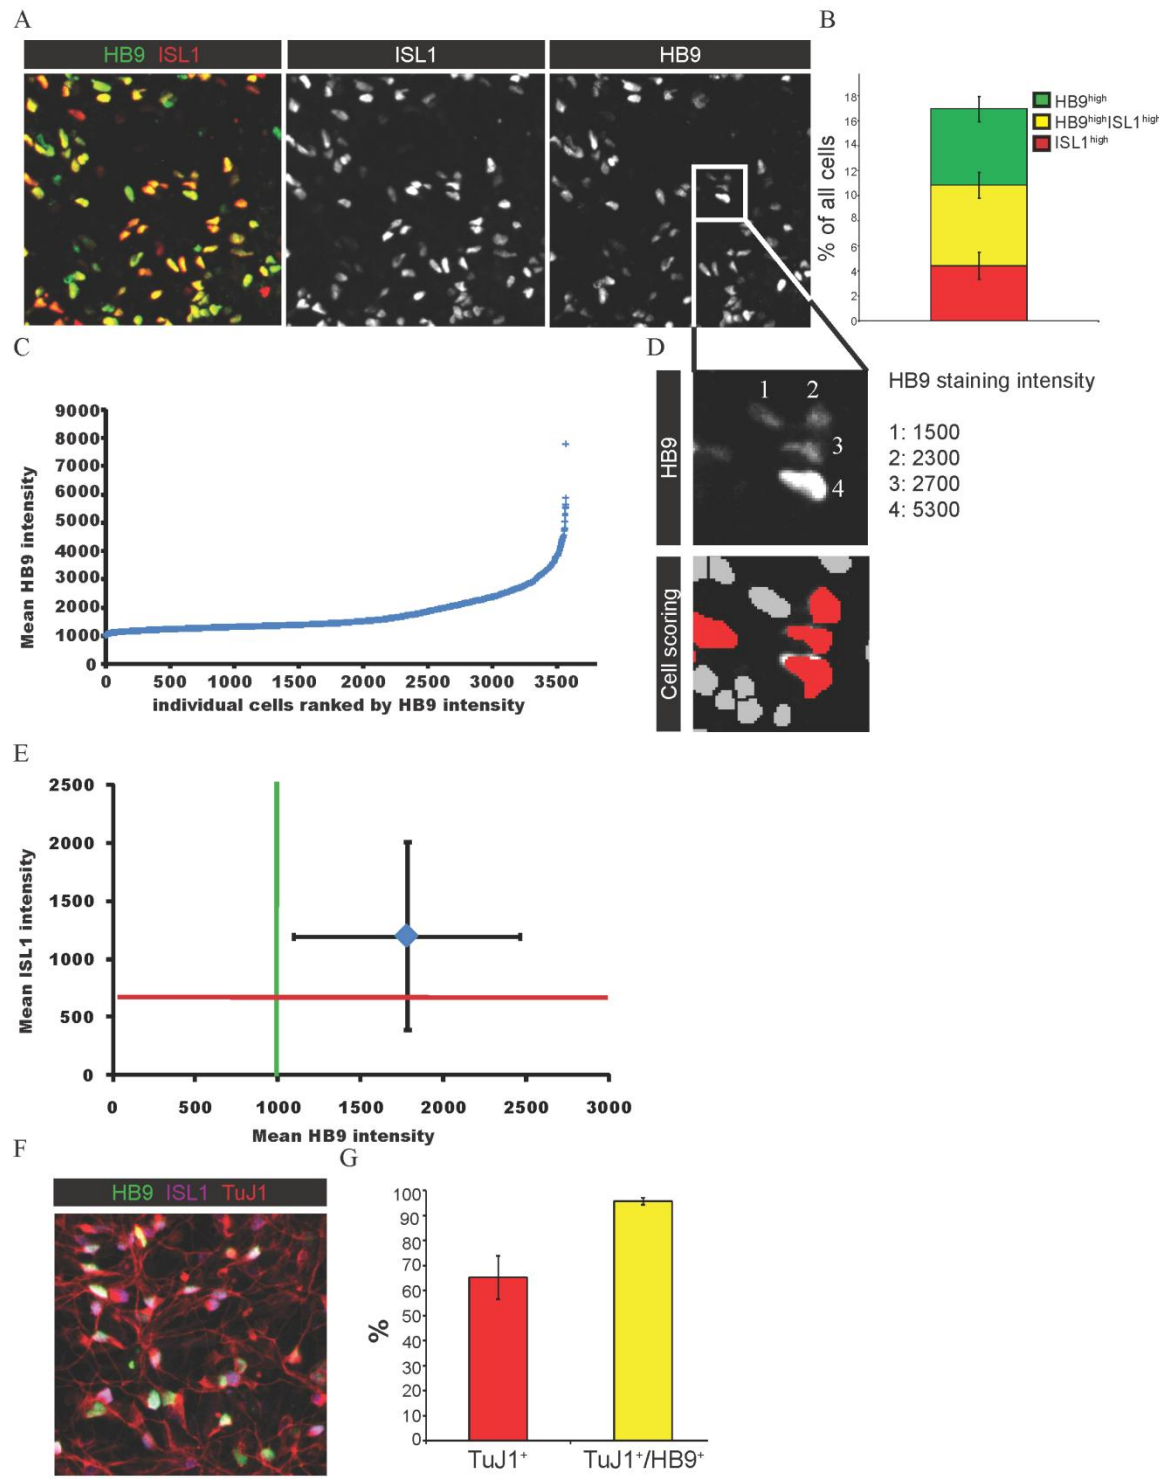 A
HB9 ISL1
ISL1
HB9
B
% of all cells
18
16
14
12
10
8
6
4
2
0
HB9high
HB9highISL1high
ISL1high
C
Mean HB9 intensity
9000
8000
7000
6000
5000
4000
3000
2000
1000
0
0 500 1000 1500 2000 2500 3000 3500
individual cells ranked by HB9 intensity
D
HB9
1 2
3
4
Cell scoring
HB9 staining intensity
1: 1500
2: 2300
3: 2700
4: 5300
E
Mean ISL1 intensity
2500
2000
1500
1000
500
0
0 500 1000 1500 2000 2500 3000
Mean HB9 intensity
F
HB9 ISL1 TuJ1
G
%
100
90
80
70
60
50
40
30
20
10
0
TuJ1+ TuJ1+/HB9+